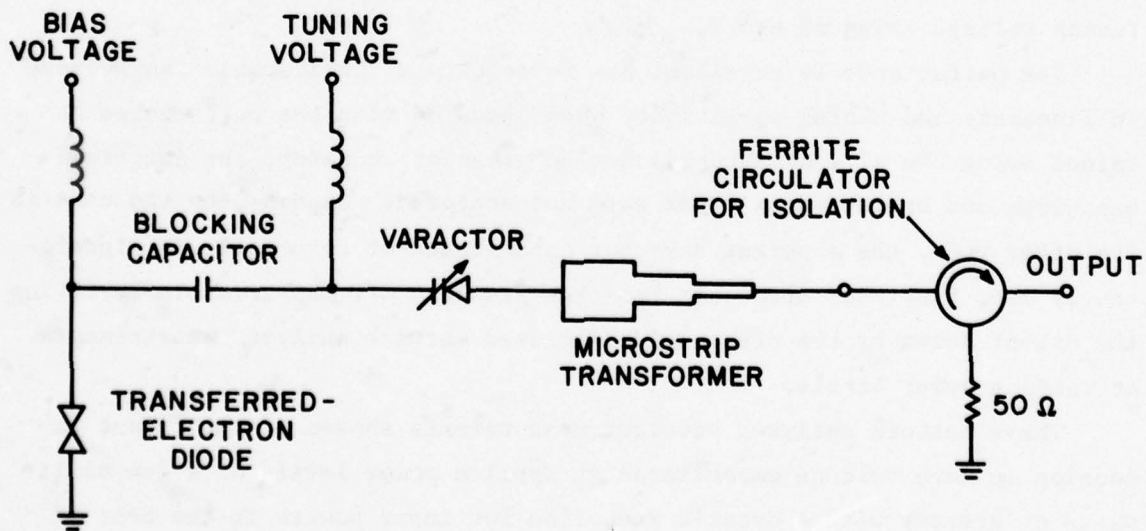 BIAS
VOLTAGE
TUNING
VOLTAGE
BLOCKING
CAPACITOR
VARACTOR
FERRITE
CIRCULATOR
FOR ISOLATION
OUTPUT
MICROSTRIP
TRANSFORMER
TRANSFERRED-
ELECTRON
DIODE
50 Ω